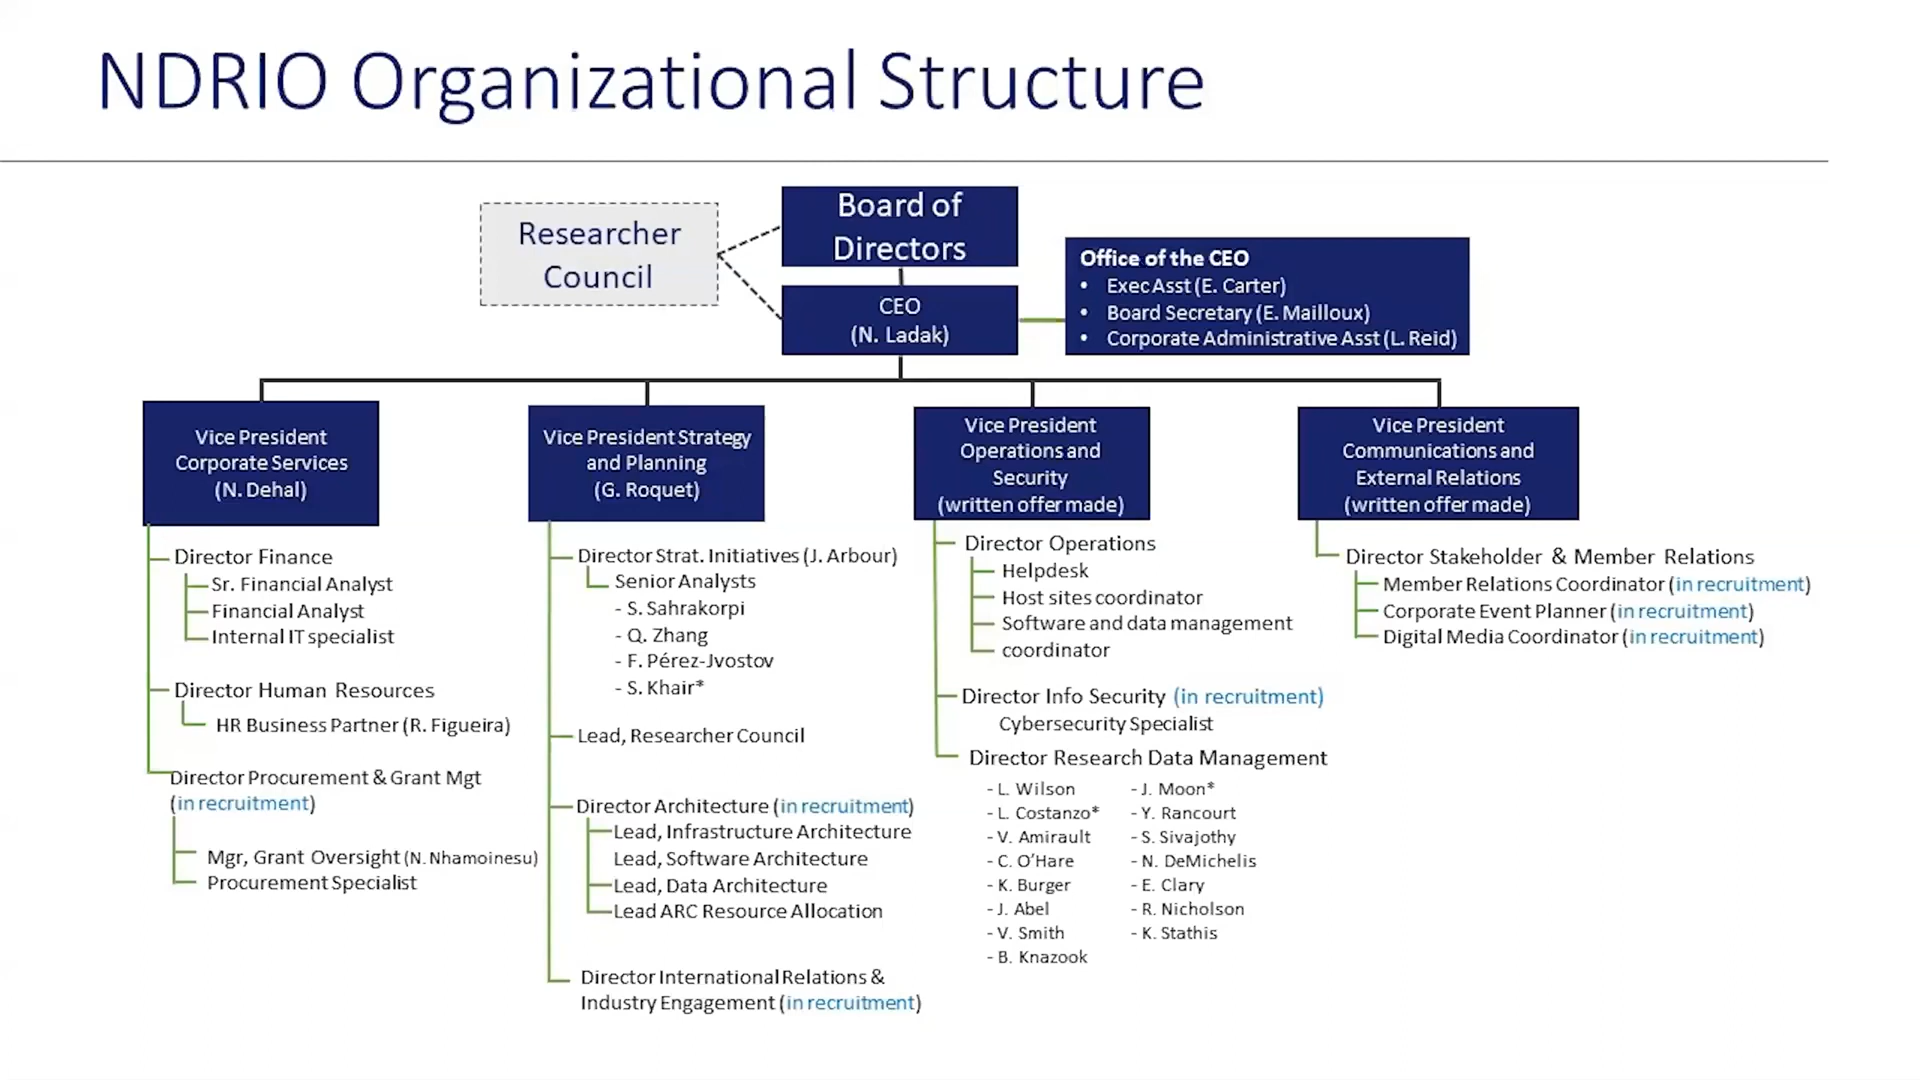 NDRIO Organizational Structure
Researcher
Council
Board of
Directors
CEO
(N. Ladak)
Office of the CEO
• Exec Asst (E. Carter)
• Board Secretary (E. Mailloux)
• Corporate Administrative Asst (L. Reid)
Vice President
Corporate Services
(N. Dehal)
Director Finance
Sr. Financial Analyst
Financial Analyst
Internal IT specialist
Director Human Resources
HR Business Partner (R. Figueira)
Director Procurement & Grant Mgt
(in recruitment)
Mgr, Grant Oversight (N. Nhamoinesu)
Procurement Specialist
Vice President Strategy
and Planning
(G. Roquet)
Director Strat. Initiatives (J. Arbour)
Senior Analysts
- S. Sahrakorpi
- Q. Zhang
- F. Pérez-Jvostov
- S. Khair*
Lead, Researcher Council
Director Architecture (in recruitment)
Lead, Infrastructure Architecture
Lead, Software Architecture
Lead, Data Architecture
Lead ARC Resource Allocation
Director International Relations &
Industry Engagement (in recruitment)
Vice President
Operations and
Security
(written offer made)
Director Operations
Helpdesk
Host sites coordinator
Software and data management
coordinator
Director Info Security (in recruitment)
Cybersecurity Specialist
Director Research Data Management
- L. Wilson
- L. Costanzo*
- V. Amirault
- C. O’Hare
- K. Burger
- J. Abel
- V. Smith
- B. Knazook
- J. Moon*
- Y. Rancourt
- S. Sivajothy
- N. DeMichelis
- E. Clary
- R. Nicholson
- K. Stathis
Vice President
Communications and
External Relations
(written offer made)
Director Stakeholder & Member Relations
Member Relations Coordinator (in recruitment)
Corporate Event Planner (in recruitment)
Digital Media Coordinator (in recruitment)